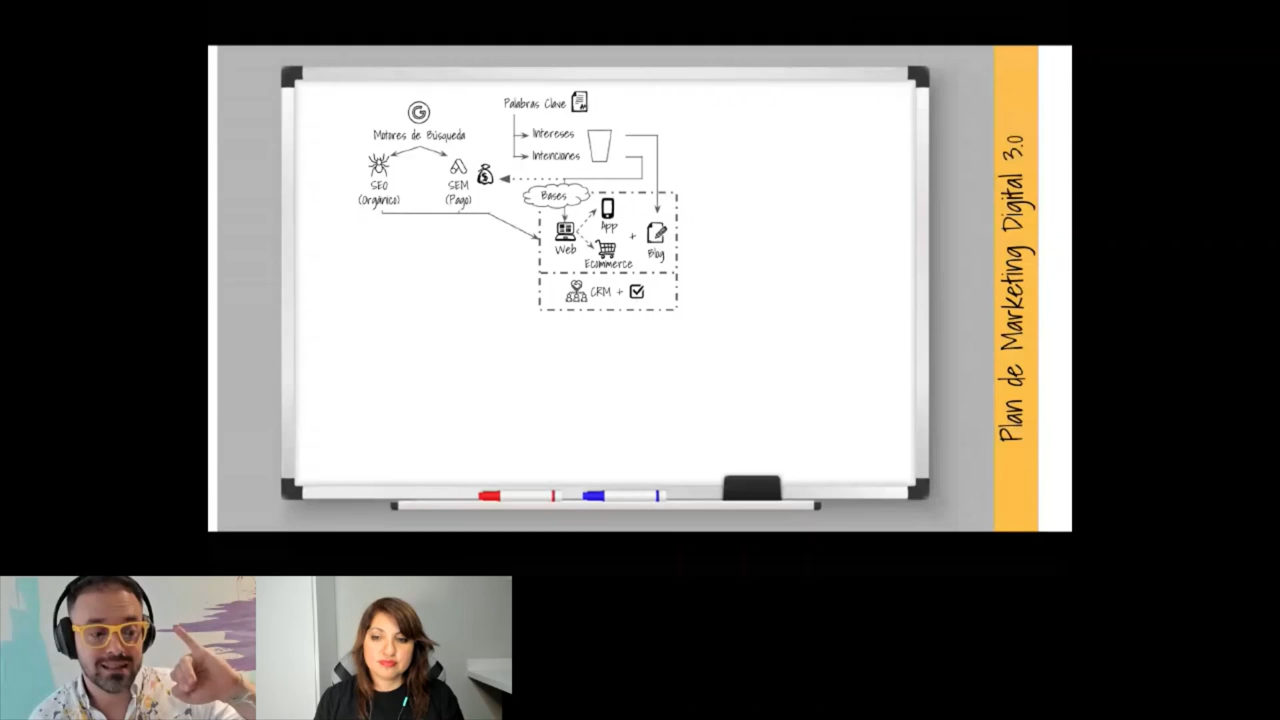 Palabras Clave
Motores de Búsqueda
Intereses
Intenciones
SEO
(Orgánico)
SEM
(Pago)
Bases
Web
App
Ecommerce
+
Blog
CRM +
Plan de Marketing Digital 3.0